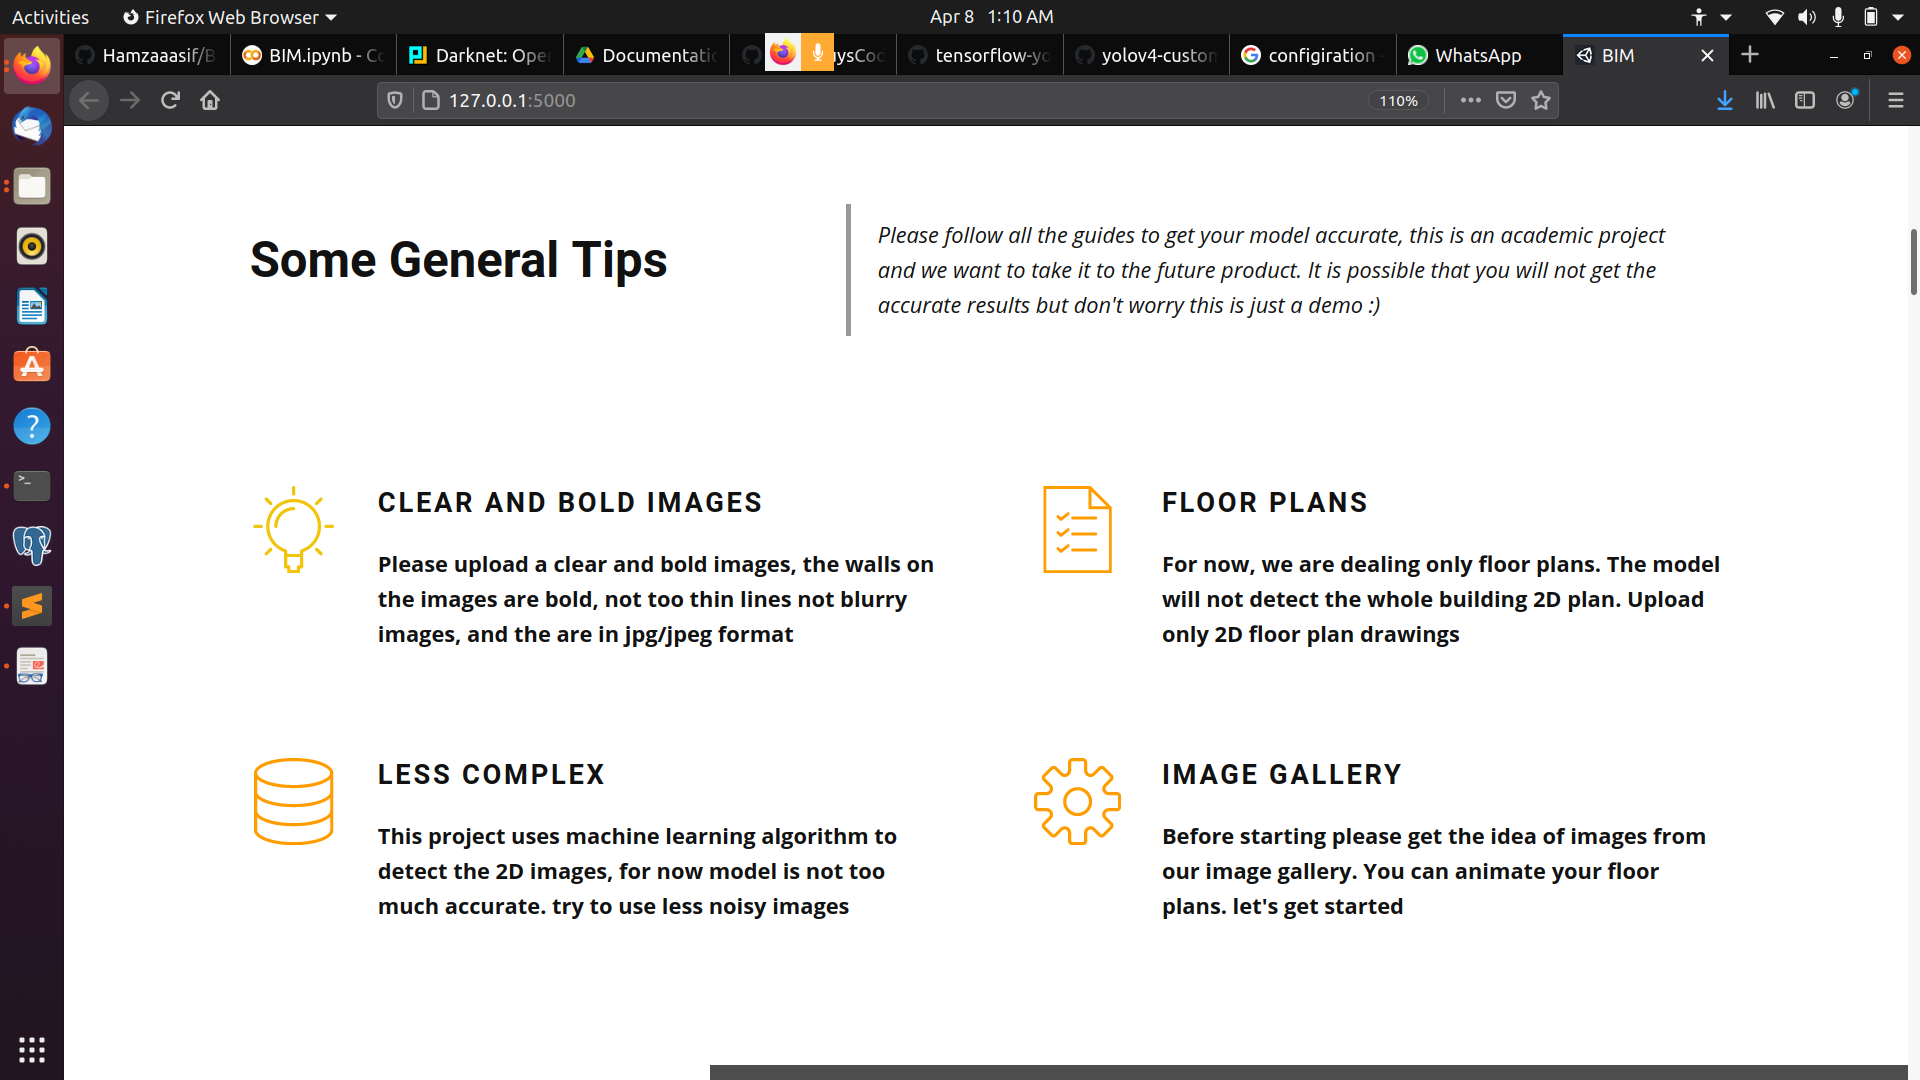 Activities
Firefox Web Browser
Apr 8 1:10 AM
Hamzaaasif/B
BIM.ipynb - Co
Darknet: Ope
Documentatic
uysCod
tensorflow-yo
yolov4-custon
configiration -
WhatsApp
BIM
127.0.0.1:5000
110%
Some General Tips
Please follow all the guides to get your model accurate, this is an academic project
and we want to take it to the future product. It is possible that you will not get the
accurate results but don't worry this is just a demo :)
CLEAR AND BOLD IMAGES
Please upload a clear and bold images, the walls on
the images are bold, not too thin lines not blurry
images, and the are in jpg/jpeg format
FLOOR PLANS
For now, we are dealing only floor plans. The model
will not detect the whole building 2D plan. Upload
only 2D floor plan drawings
LESS COMPLEX
This project uses machine learning algorithm to
detect the 2D images, for now model is not too
much accurate. try to use less noisy images
IMAGE GALLERY
Before starting please get the idea of images from
our image gallery. You can animate your floor
plans. let's get started